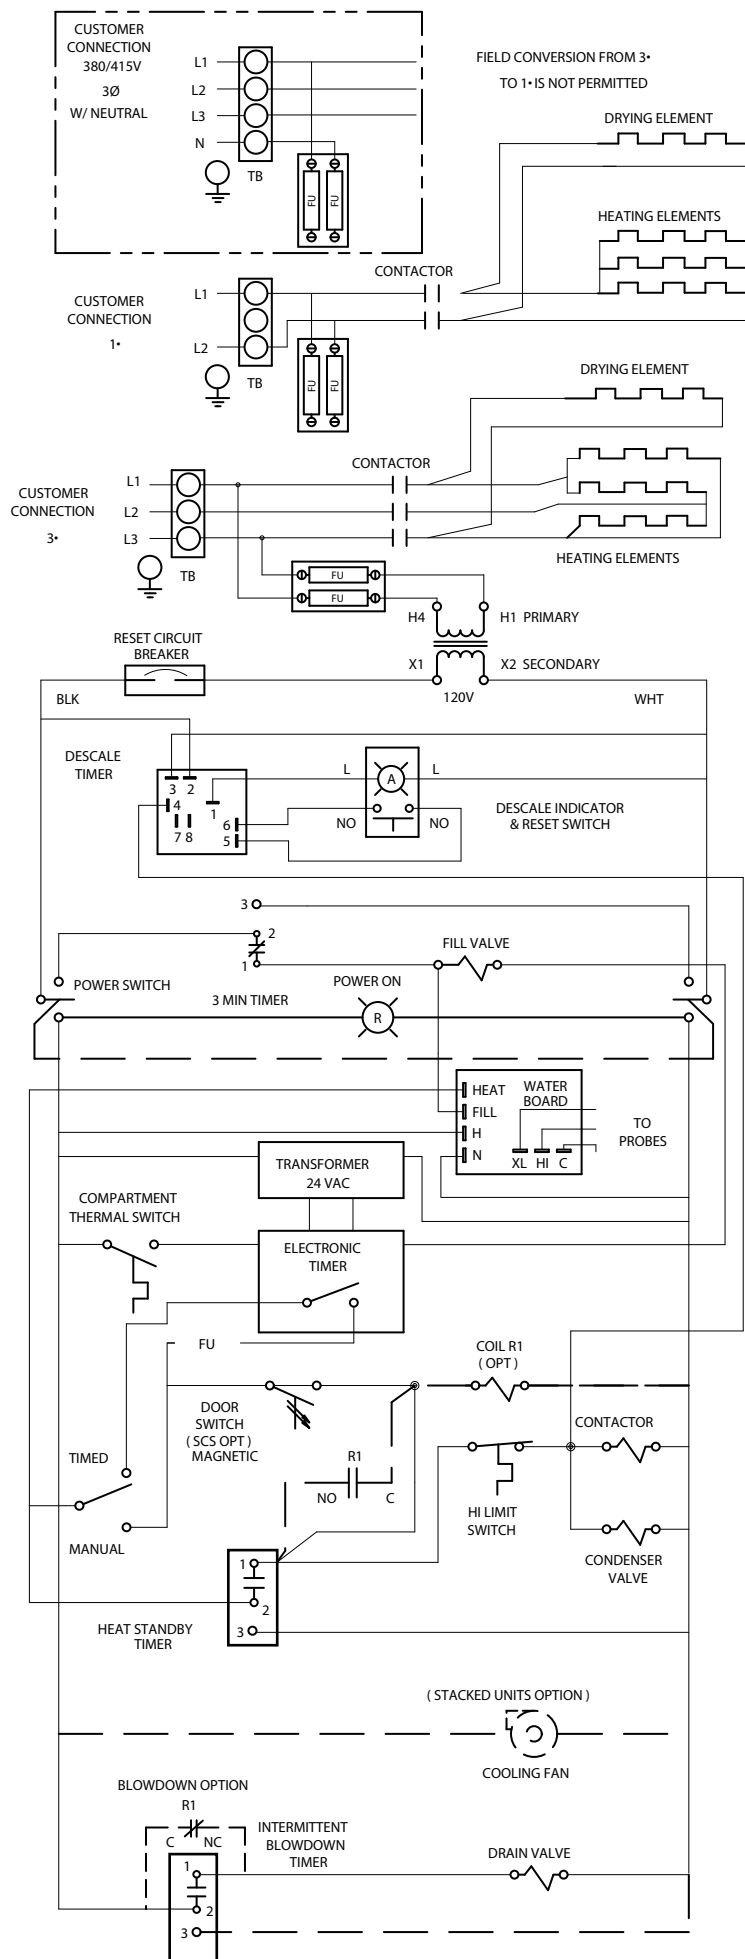 CUSTOMER
CONNECTION
380/415V
3Ø
W/ NEUTRAL
L1
L2
L3
N
TB
FU
FU
FIELD CONVERSION FROM 3•
TO 1• IS NOT PERMITTED
DRYING ELEMENT
HEATING ELEMENTS
CONTACTOR
CUSTOMER
CONNECTION
1•
L1
L2
TB
FU
FU
DRYING ELEMENT
CONTACTOR
CUSTOMER
CONNECTION
3•
L1
L2
L3
TB
HEATING ELEMENTS
FU
FU
H4
H1 PRIMARY
RESET CIRCUIT
BREAKER
X1
X2 SECONDARY
120V
BLK
WHT
DESCALE
TIMER
3 2
4
1
7 8
6
5
L
A
L
NO
NO
DESCALE INDICATOR
& RESET SWITCH
3
2
1
FILL VALVE
POWER SWITCH
3 MIN TIMER
POWER ON
R
HEAT
FILL
H
N
WATER
BOARD
XL HI C
TO
PROBES
TRANSFORMER
24 VAC
COMPARTMENT
THERMAL SWITCH
ELECTRONIC
TIMER
FU
COIL R1
( OPT )
DOOR
SWITCH
( SCS OPT )
MAGNETIC
CONTACTOR
TIMED
R1
NO
C
HI LIMIT
SWITCH
MANUAL
CONDENSER
VALVE
1
2
3
HEAT STANDBY
TIMER
( STACKED UNITS OPTION )
COOLING FAN
BLOWDOWN OPTION
R1
C
NC
INTERMITTENT
BLOWDOWN
TIMER
DRAIN VALVE
1
2
3